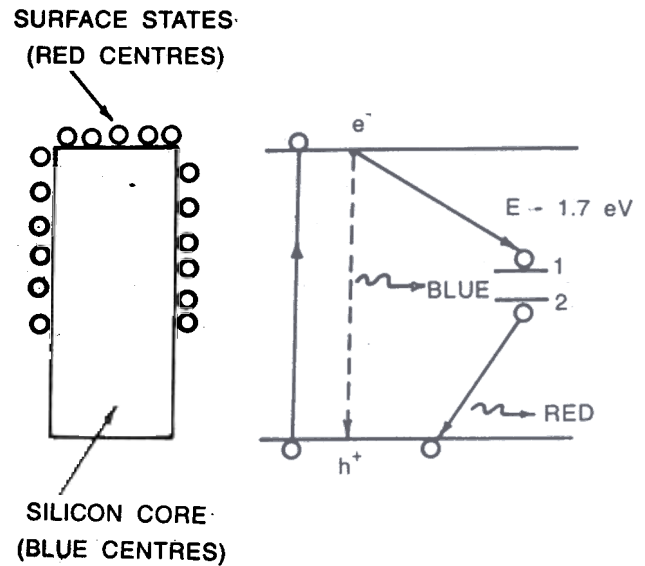 SURFACE STATES
(RED CENTRES)
e⁻
E - 1.7 eV
1
BLUE
2
RED
h⁺
SILICON CORE
(BLUE CENTRES)